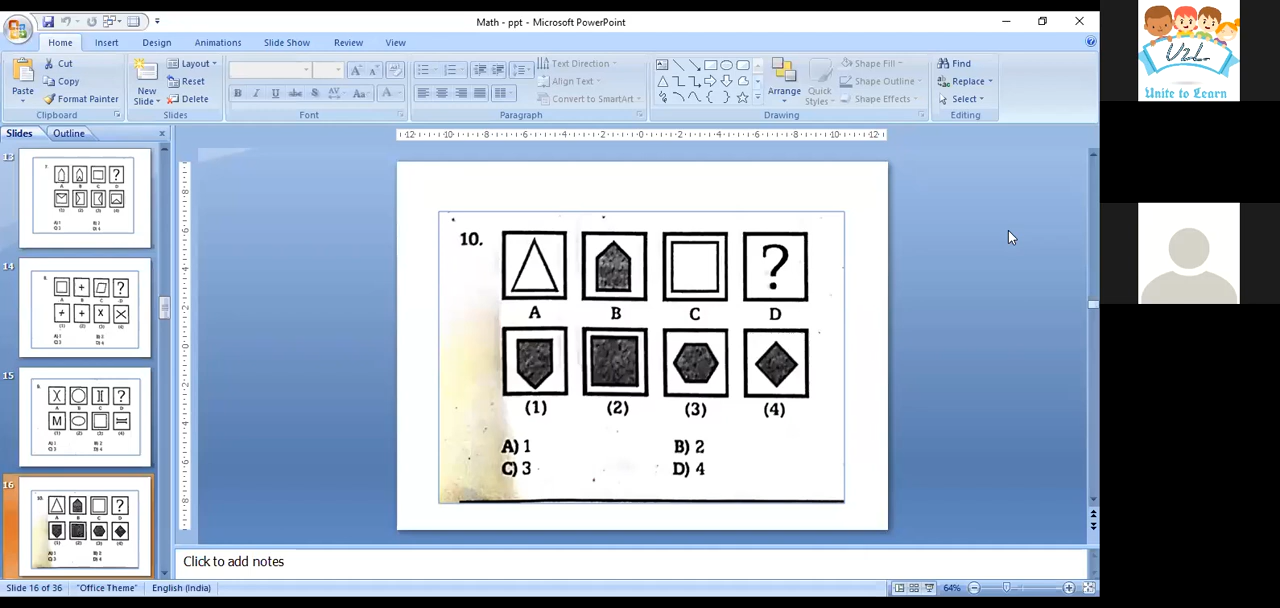 Math - ppt - Microsoft PowerPoint
Home Insert Design Animations Slide Show Review View
Cut
Copy
Format Painter
Paste
Clipboard
New
Slide
Layout
Reset
Delete
Slides
B I U S abc AV Aa A
Font
Text Direction
Align Text
Convert to SmartArt
Paragraph
Arrange
Quick
Styles
Shape Fill
Shape Outline
Shape Effects
Drawing
Find
Replace
Select
Editing
U2L
Unite to Learn
Slides Outline
13
14
15
16
10.
?
A B C D
(1) (2) (3) (4)
A) 1 B) 2
C) 3 D) 4
Click to add notes
Slide 16 of 36 "Office Theme" English (India) 64%